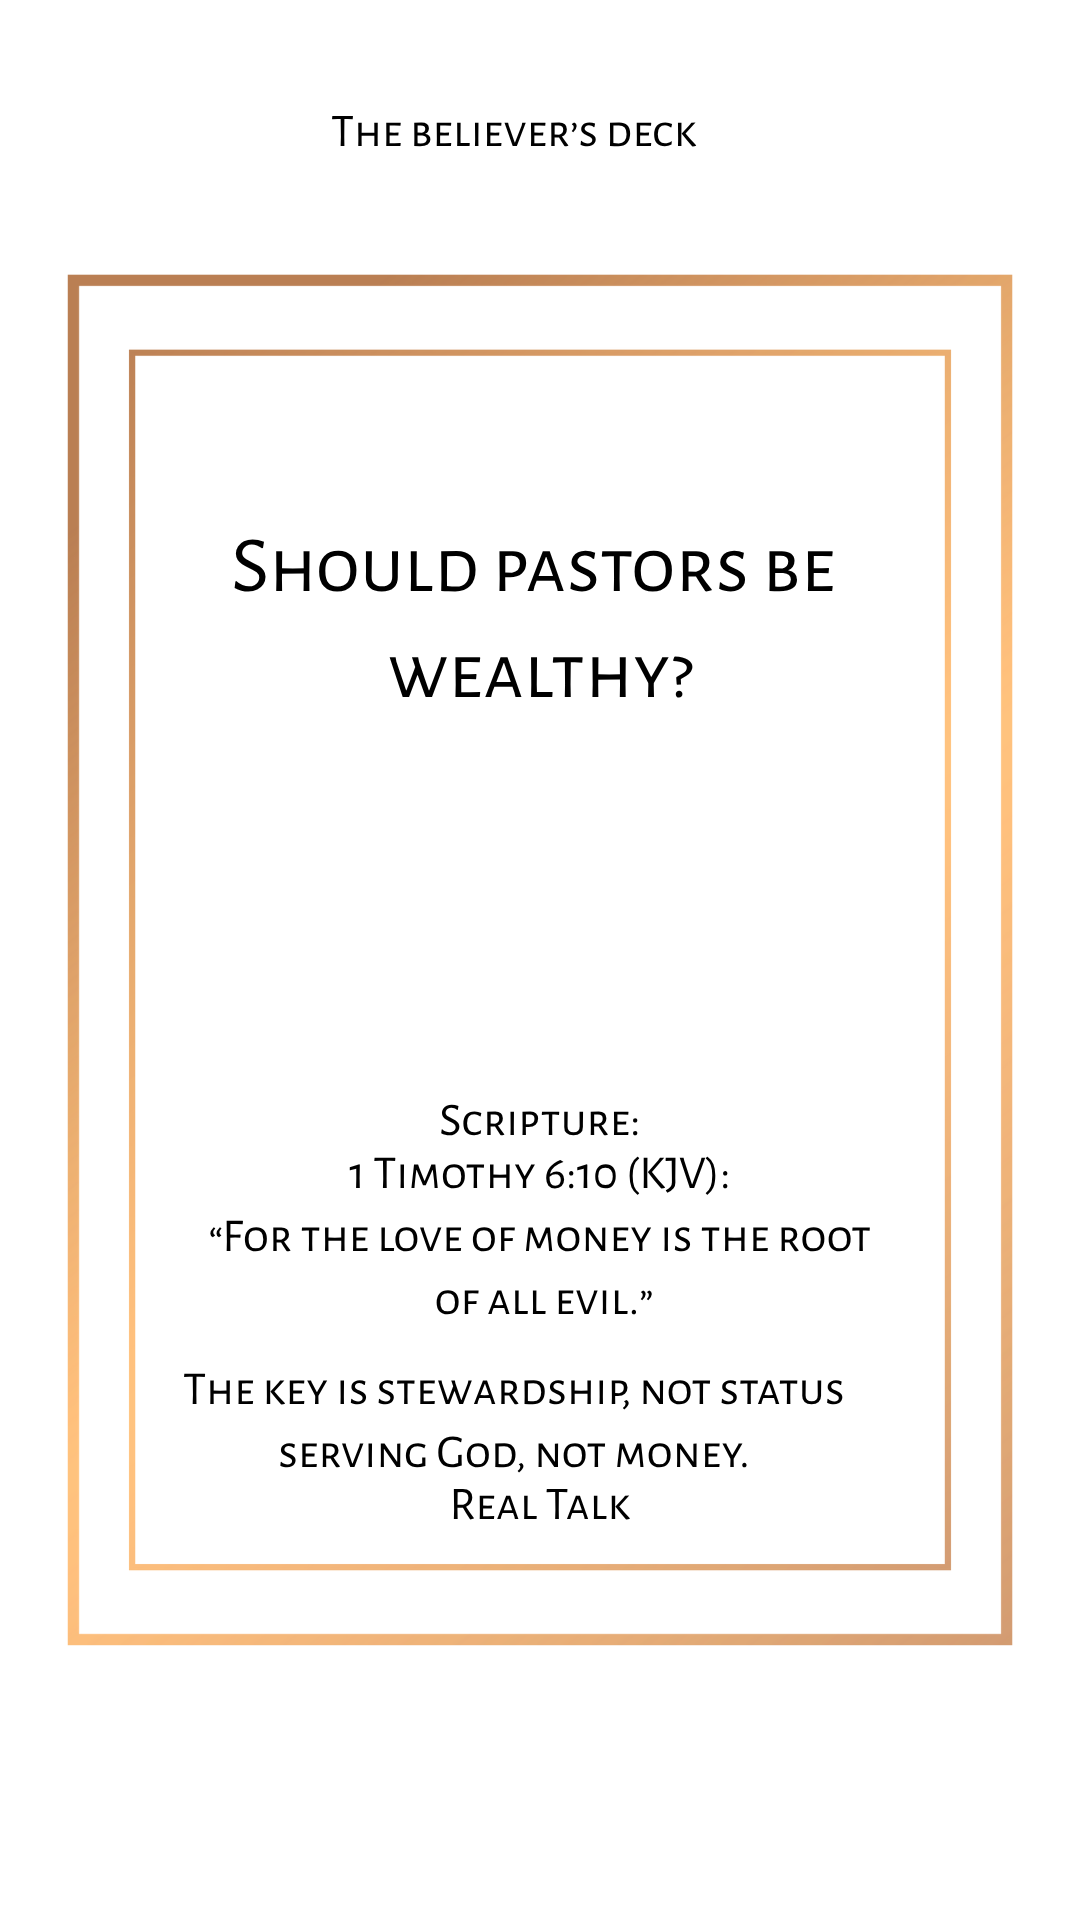 The believer’s deck
Should pastors be
wealthy?
Scripture:
1 Timothy 6:10 (KJV):
“For the love of money is the root
of all evil.”
The key is stewardship, not status
serving God, not money.
Real Talk